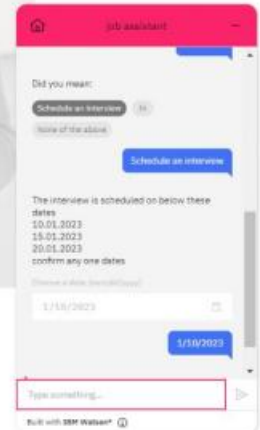 job assistant
Did you mean:
Schedule an interview
Hi
None of the above
Schedule an interview
The interview is scheduled on below these
dates
10.01.2023
15.01.2023
20.01.2023
confirm any one dates
1/10/2023
1/10/2023
Type something...
Built with IBM Watson®